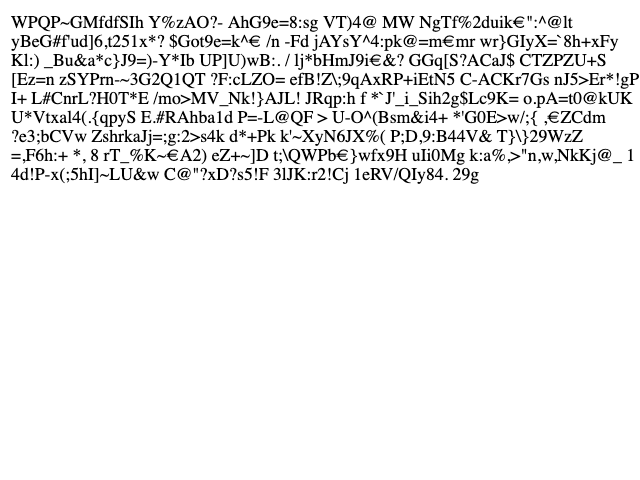 WPQP~GMfdfSIh Y%zAO?- AhG9e=8:sg VT)4@ MW NgTf%2duik€":^@lt
yBeG#f'ud]6,t251x*? $Got9e=k^€ /n -Fd jAYsY^4:pk@=m€mr wr}GIyX=`8h+xFy
Kl:) _Bu&a*c}J9=)-Y*Ib UP]U)wB:. / lj*bHmJ9i€&? GGq[S?ACaJ$ CTZPZU+S
[Ez=n zSYPrn-~3G2Q1QT ?F:cLZO= efB!Z\;9qAxRP+iEtN5 C-ACKr7Gs nJ5>Er*!gP
I+ L#CnrL?H0T*E /mo>MV_Nk!}AJL! JRqp:h f *`J'_i_Sih2g$Lc9K= o.pA=t0@kUK
U*Vtxal4(.{qpyS E.#RAhba1d P=-L@QF > U-O^(Bsm&i4+ *'G0E>w/;{ ,€ZCdm
?e3;bCVw ZshrkaJj=;g:2>s4k d*+Pk k'~XyN6JX%( P;D,9:B44V& T}\}29WzZ
=,F6h:+ *, 8 rT_%K~€A2) eZ+~]D t;\QWPb€}wfx9H uIi0Mg k:a%,>"n,w,NkKj@_ 1
4d!P-x(;5hI]~LU&w C@"?xD?s5!F 3lJK:r2!Cj 1eRV/QIy84. 29g